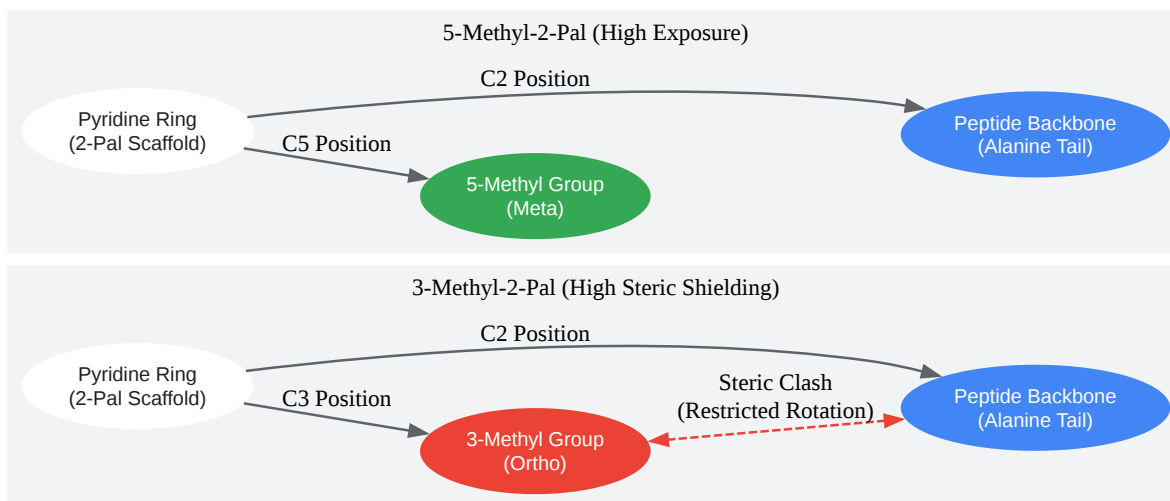 5-Methyl-2-Pal (High Exposure)
C2 Position
Pyridine Ring
(2-Pal Scaffold)
C5 Position
Peptide Backbone
(Alanine Tail)
5-Methyl Group
(Meta)
3-Methyl-2-Pal (High Steric Shielding)
C2 Position
Pyridine Ring
(2-Pal Scaffold)
C3 Position
Steric Clash
(Restricted Rotation)
Peptide Backbone
(Alanine Tail)
3-Methyl Group
(Ortho)